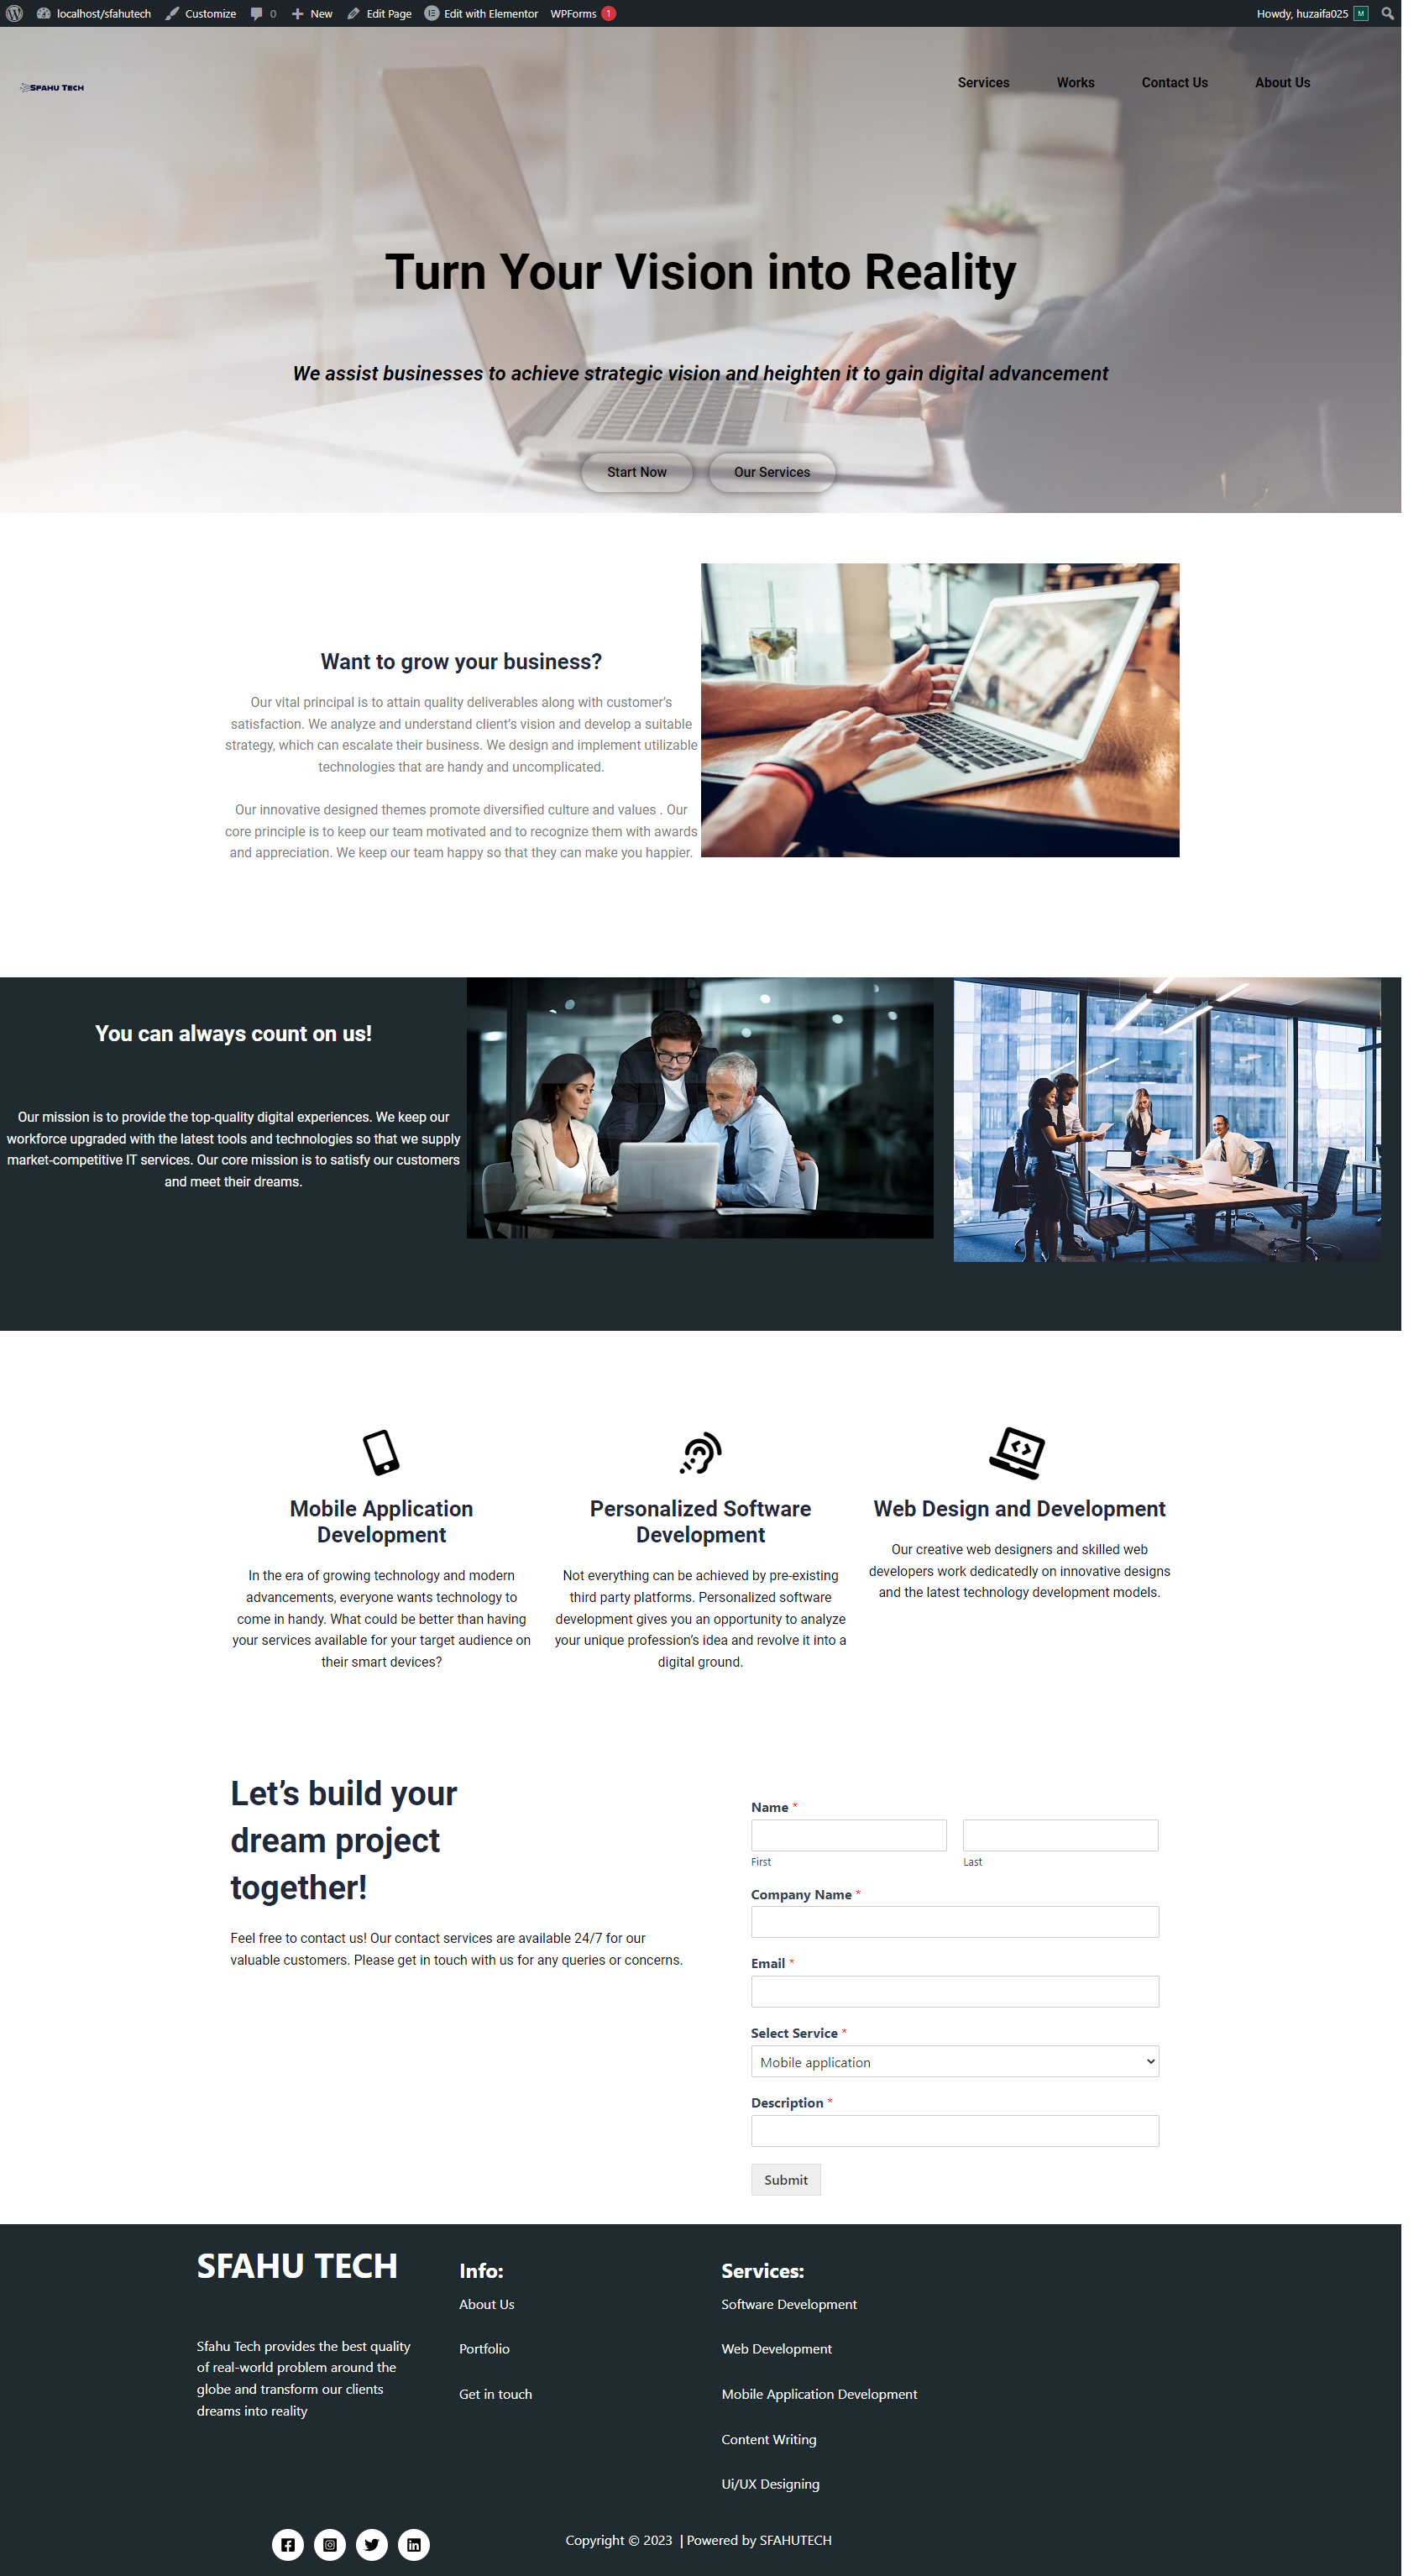 localhost/sfahutech Customize 0 New Edit Page Edit with Elementor WPForms 1 Howdy, huzaifa025 M
SFAHU TECH
Services Works Contact Us About Us
Turn Your Vision into Reality
We assist businesses to achieve strategic vision and heighten it to gain digital advancement
Start Now Our Services
Want to grow your business?
Our vital principal is to attain quality deliverables along with customer’s
satisfaction. We analyze and understand client’s vision and develop a suitable
strategy, which can escalate their business. We design and implement utilizable
technologies that are handy and uncomplicated.
Our innovative designed themes promote diversified culture and values . Our
core principle is to keep our team motivated and to recognize them with awards
and appreciation. We keep our team happy so that they can make you happier.
You can always count on us!
Our mission is to provide the top-quality digital experiences. We keep our
workforce upgraded with the latest tools and technologies so that we supply
market-competitive IT services. Our core mission is to satisfy our customers
and meet their dreams.
Mobile Application
Development
In the era of growing technology and modern
advancements, everyone wants technology to
come in handy. What could be better than having
your services available for your target audience on
their smart devices?
Personalized Software
Development
Not everything can be achieved by pre-existing
third party platforms. Personalized software
development gives you an opportunity to analyze
your unique profession’s idea and revolve it into a
digital ground.
Web Design and Development
Our creative web designers and skilled web
developers work dedicatedly on innovative designs
and the latest technology development models.
Let’s build your
dream project
together!
Feel free to contact us! Our contact services are available 24/7 for our
valuable customers. Please get in touch with us for any queries or concerns.
Name *
First Last
Company Name *
Email *
Select Service *
Mobile application
Description *
Submit
SFAHU TECH
Sfahu Tech provides the best quality
of real-world problem around the
globe and transform our clients
dreams into reality
Info:
About Us
Portfolio
Get in touch
Services:
Software Development
Web Development
Mobile Application Development
Content Writing
Ui/UX Designing
Copyright © 2023 | Powered by SFAHUTECH